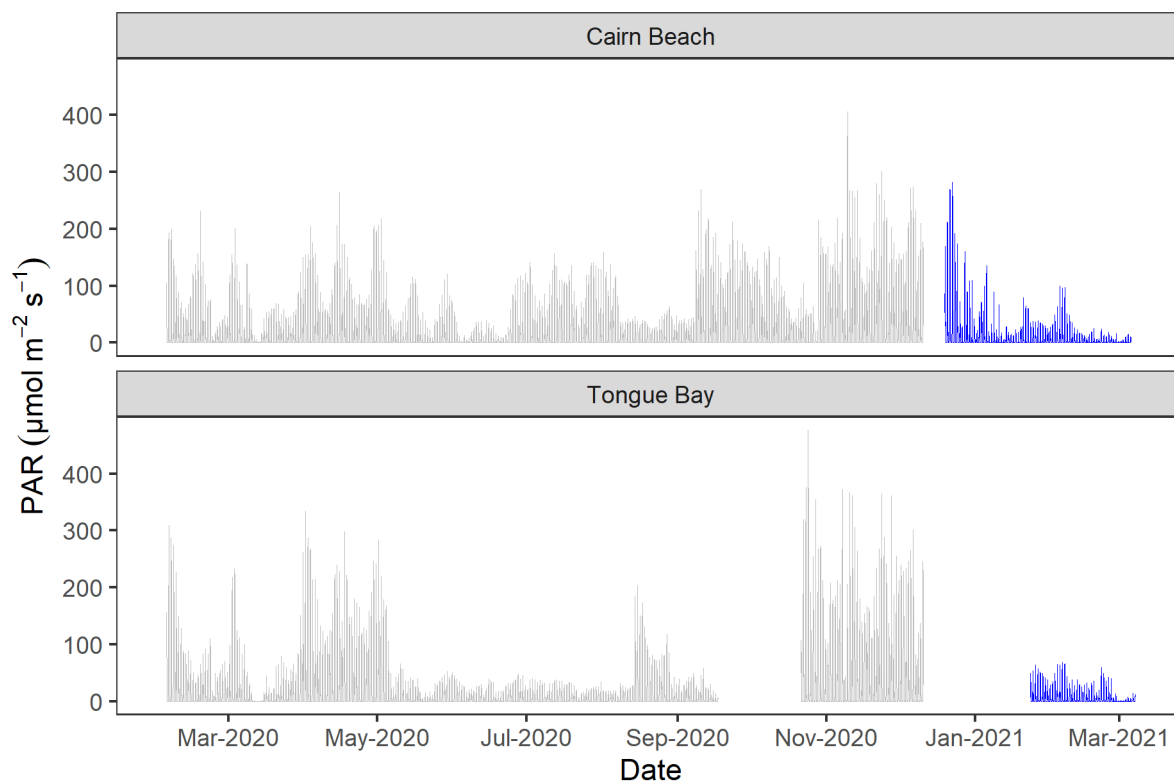 Cairn Beach
400
300
200
100
0
Tongue Bay
400
300
200
100
0
PAR (μmol m⁻² s⁻¹)
Mar-2020 May-2020 Jul-2020 Sep-2020 Nov-2020 Jan-2021 Mar-2021
Date